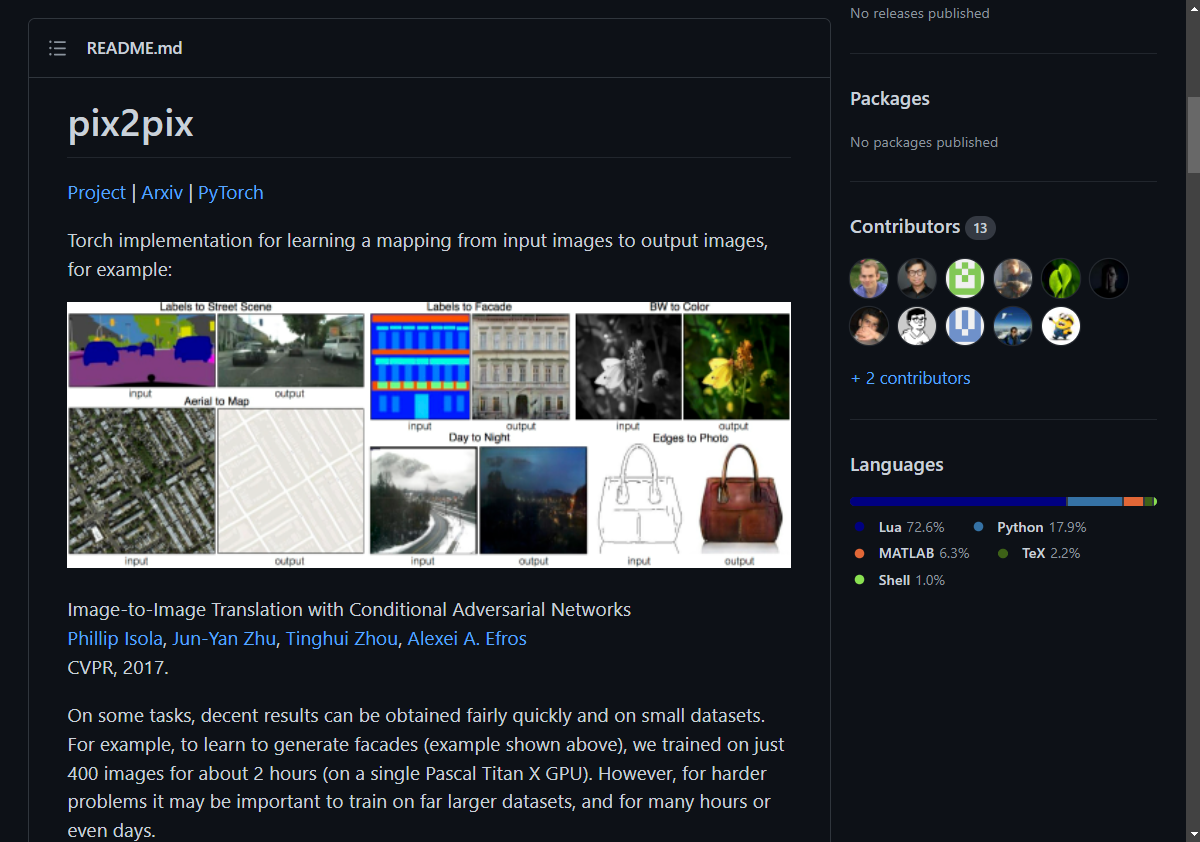 No releases published
README.md
Packages
pix2pix
No packages published
Project | Arxiv | PyTorch
Contributors 13
Torch implementation for learning a mapping from input images to output images,
for example:
Labels to Street Scene
Labels to Facade
BW to Color
input
output
Aerial to Map
input
output
input
output
Day to Night
Edges to Photo
input
output
input
output
input
output
+ 2 contributors
Languages
Lua 72.6%
Python 17.9%
MATLAB 6.3%
TeX 2.2%
Shell 1.0%
Image-to-Image Translation with Conditional Adversarial Networks
Phillip Isola, Jun-Yan Zhu, Tinghui Zhou, Alexei A. Efros
CVPR, 2017.
On some tasks, decent results can be obtained fairly quickly and on small datasets.
For example, to learn to generate facades (example shown above), we trained on just
400 images for about 2 hours (on a single Pascal Titan X GPU). However, for harder
problems it may be important to train on far larger datasets, and for many hours or
even days.